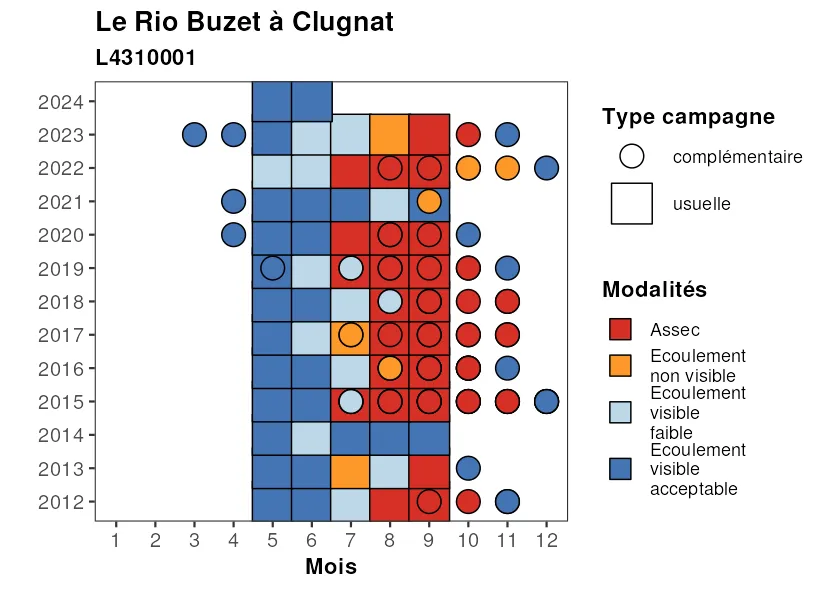 Le Rio Buzet à Clugnat
L4310001
2024
2023
2022
2021
2020
2019
2018
2017
2016
2015
2014
2013
2012
1 2 3 4 5 6 7 8 9 10 11 12
Mois
Type campagne
complémentaire
usuelle
Modalités
Assec
Ecoulement
non visible
Ecoulement
visible
faible
Ecoulement
visible
acceptable